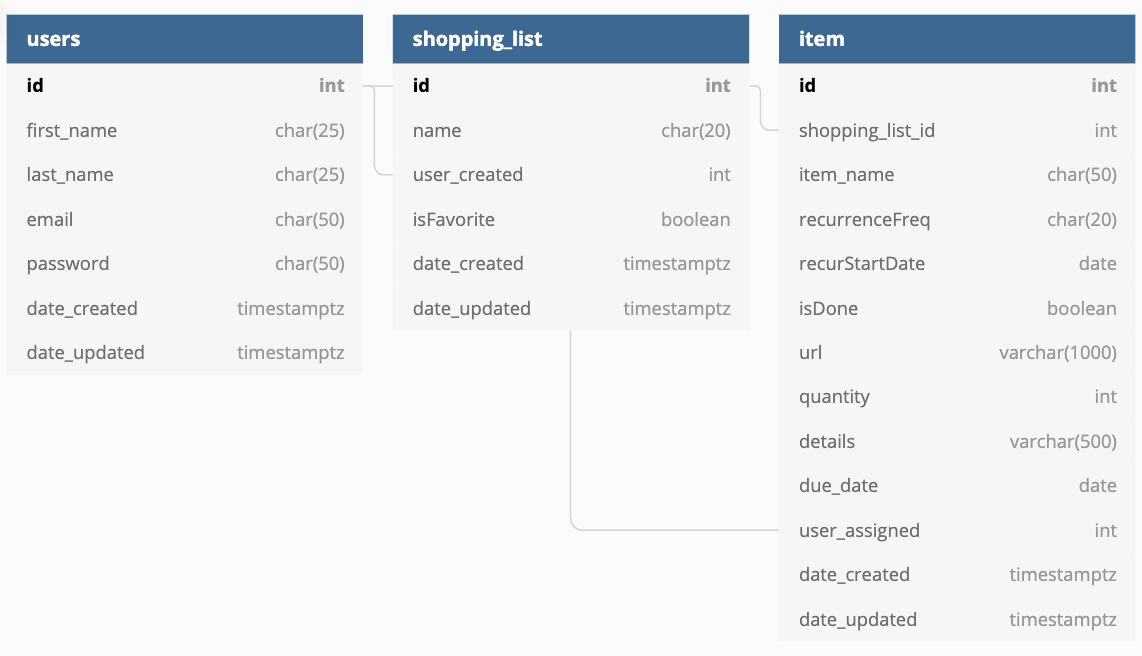 users
id int
first_name char(25)
last_name char(25)
email char(50)
password char(50)
date_created timestamptz
date_updated timestamptz
shopping_list
id int
name char(20)
user_created int
isFavorite boolean
date_created timestamptz
date_updated timestamptz
item
id int
shopping_list_id int
item_name char(50)
recurrenceFreq char(20)
recurStartDate date
isDone boolean
url varchar(1000)
quantity int
details varchar(500)
due_date date
user_assigned int
date_created timestamptz
date_updated timestamptz